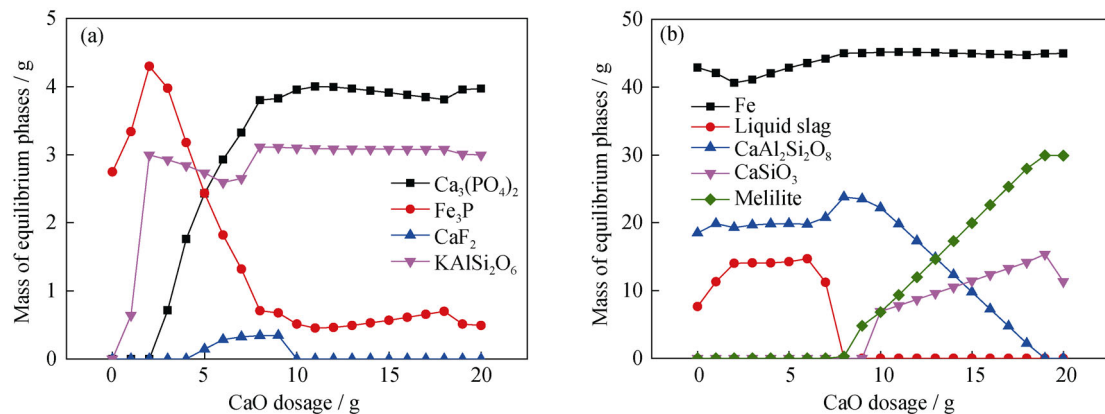 (a)
5
4
3
2
1
0
Mass of equilibrium phases / g
Ca₃(PO₄)₂
Fe₃P
CaF₂
KAlSi₂O₆
0
5
10
15
20
CaO dosage / g
(b)
50
40
30
20
10
0
Mass of equilibrium phases / g
Fe
Liquid slag
CaAl₂Si₂O₈
CaSiO₃
Melilite
0
5
10
15
20
CaO dosage / g